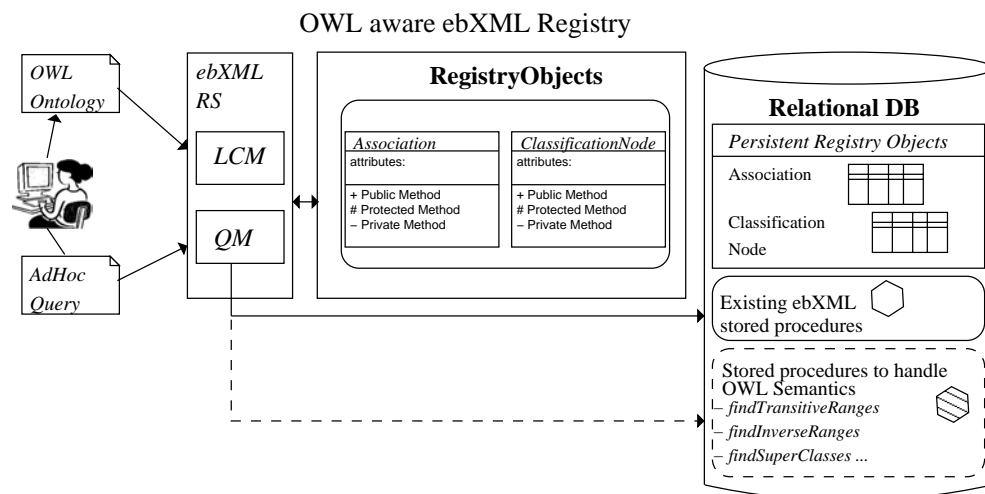 OWL aware ebXML Registry
OWL
Ontology
AdHoc
Query
ebXML
RS
LCM
QM
RegistryObjects
Association
attributes:
+ Public Method
# Protected Method
– Private Method
ClassificationNode
attributes:
+ Public Method
# Protected Method
– Private Method
Relational DB
Persistent Registry Objects
Association
Classification
Node
Existing ebXML
stored procedures
Stored procedures to handle
OWL Semantics
– findTransitiveRanges
– findInverseRanges
– findSuperClasses ...